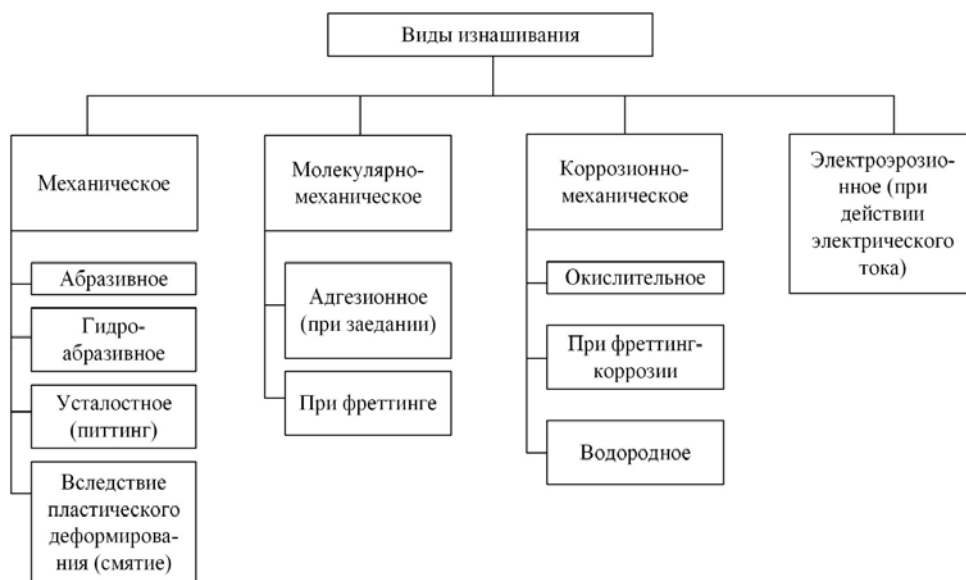 Виды изнашивания
Механическое
Абразивное
Гидро-
абразивное
Усталостное
(питтинг)
Вследствие
пластического
деформирова-
ния (смятие)
Молекулярно-
механическое
Адгезионное
(при заедании)
При фреттинге
Коррозионно-
механическое
Окислительное
При фреттинг-
коррозии
Водородное
Электроэрозио-
нное (при
действии
электрического
тока)